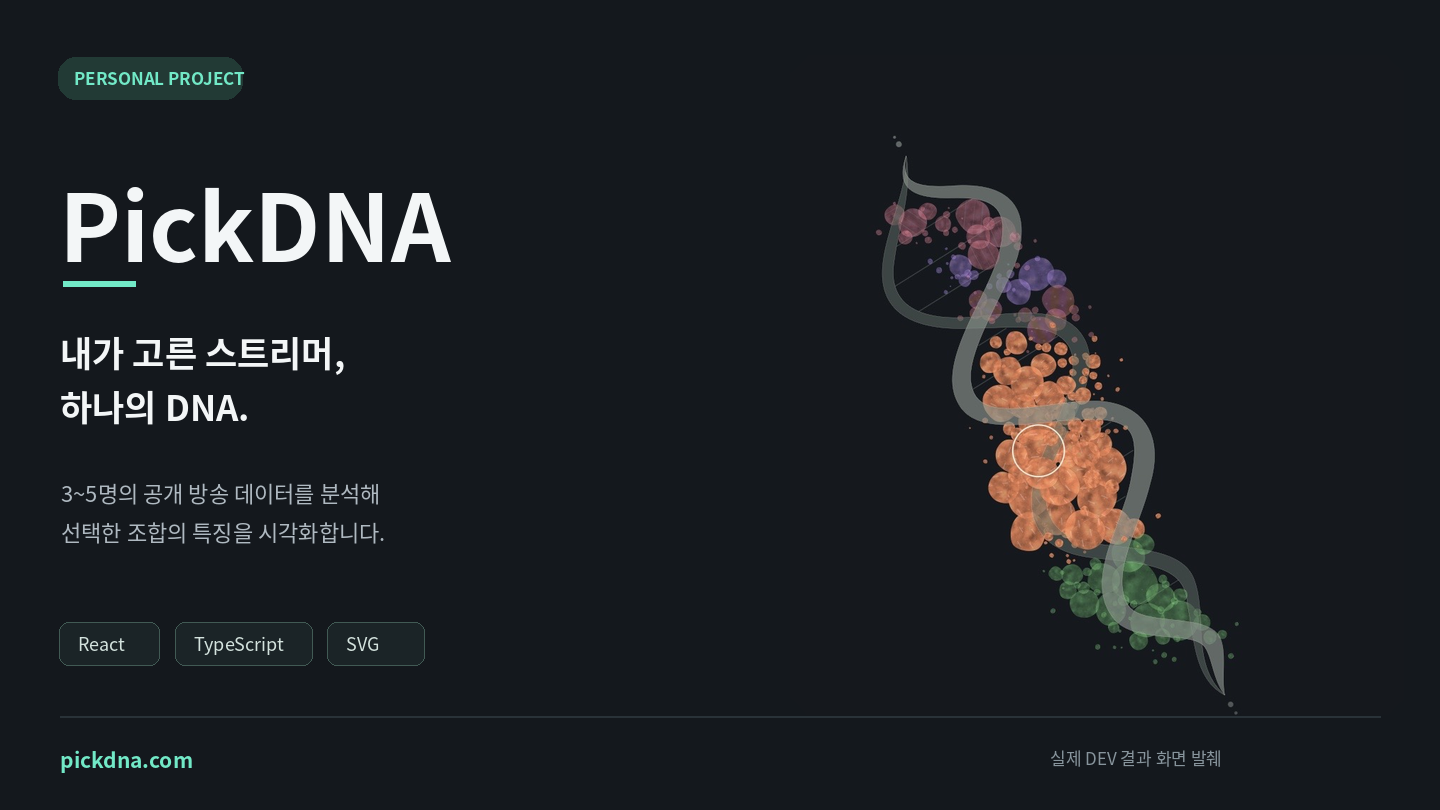 PERSONAL PROJECT
PickDNA
내가 고른 스트리머,
하나의 DNA.
3~5명의 공개 방송 데이터를 분석해
선택한 조합의 특징을 시각화합니다.
React
TypeScript
SVG
pickdna.com
실제 DEV 결과 화면 발췌